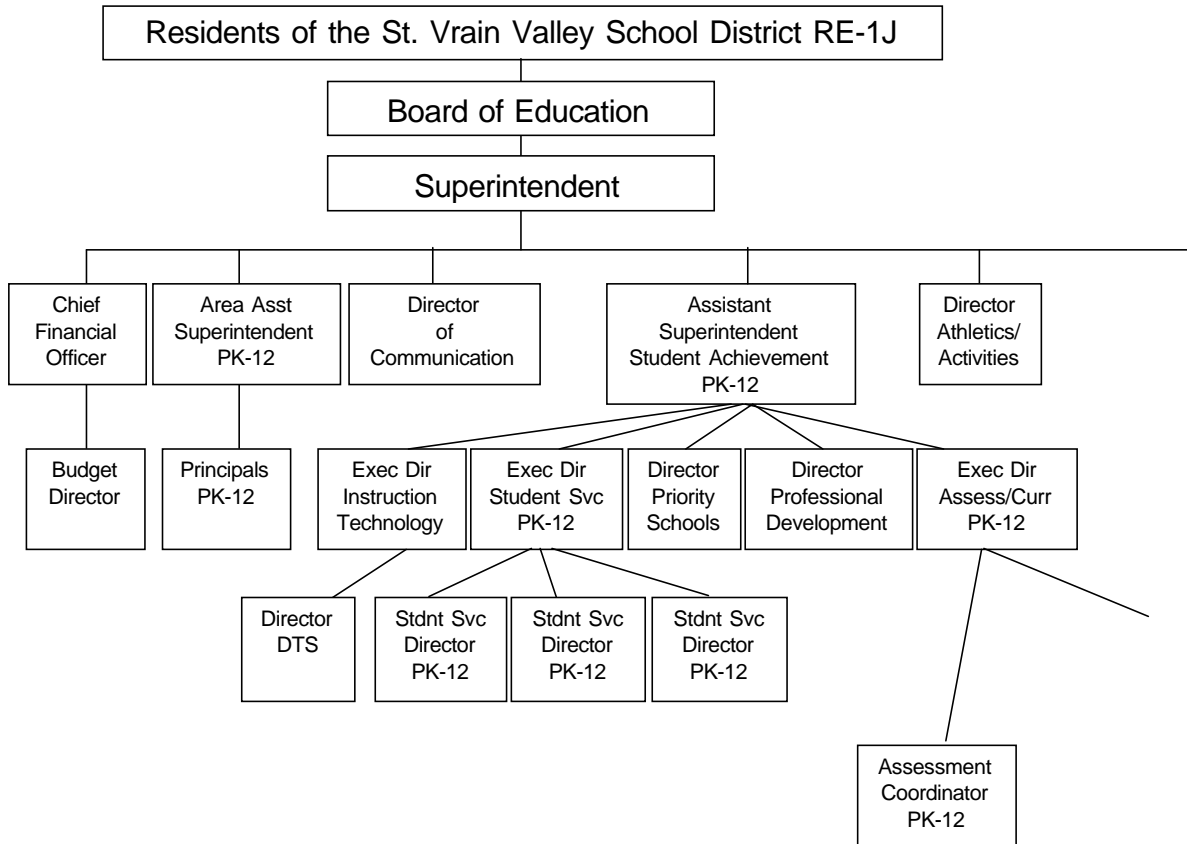 Residents of the St. Vrain Valley School District RE-1J
Board of Education
Superintendent
Chief
Financial
Officer
Area Asst
Superintendent
PK-12
Director
of
Communication
Assistant
Superintendent
Student Achievement
PK-12
Director
Athletics/
Activities
Budget
Director
Principals
PK-12
Exec Dir
Instruction
Technology
Exec Dir
Student Svc
PK-12
Director
Priority
Schools
Director
Professional
Development
Exec Dir
Assess/Curr
PK-12
Director
DTS
Stdnt Svc
Director
PK-12
Stdnt Svc
Director
PK-12
Stdnt Svc
Director
PK-12
Assessment
Coordinator
PK-12